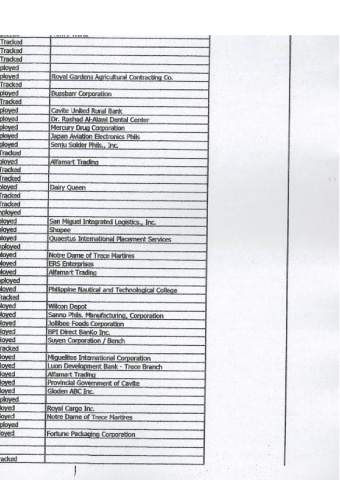 Tracked
Tracked
Tracked
ployed
ployed Royal Gardens Agricultural Contracting Co.
Tracked
ployed Bussbarr Corporation
Tracked
ployed Cavite United Rural Bank
ployed Dr. Rashad Al-Alawi Dental Center
ployed Mercury Drug Corporation
ployed Japan Aviation Electronics Phils
ployed Senju Solder Phils., Inc.
Tracked
ployed Alfamart Trading
Tracked
Tracked
ployed Dairy Queen
Tracked
Tracked
mployed
ployed San Miguel Integrated Logistics., Inc.
loyed Shopee
ployed Quaestus International Placement Services
mployed
ployed Notre Dame of Trece Martires
ployed ERS Enterprises
loyed Alfamart Trading
mployed
ployed Philippine Nautical and Technological College
Tracked
ployed Wilcon Depot
ployed Sanno Phils. Manufacturing, Corporation
ployed Jollibee Foods Corporation
ployed BPI Direct BanKo Inc.
loyed Suyen Corporation / Bench
racked
loyed Miguelitos International Corporation
loyed Luon Development Bank - Trece Branch
loyed Alfamart Trading
loyed Provincial Government of Cavite
loyed Gloden ABC Inc.
ployed
loyed Royal Cargo Inc.
loyed Notre Dame of Trece Martires
ployed
loyed Fortune Packaging Corporation
racked